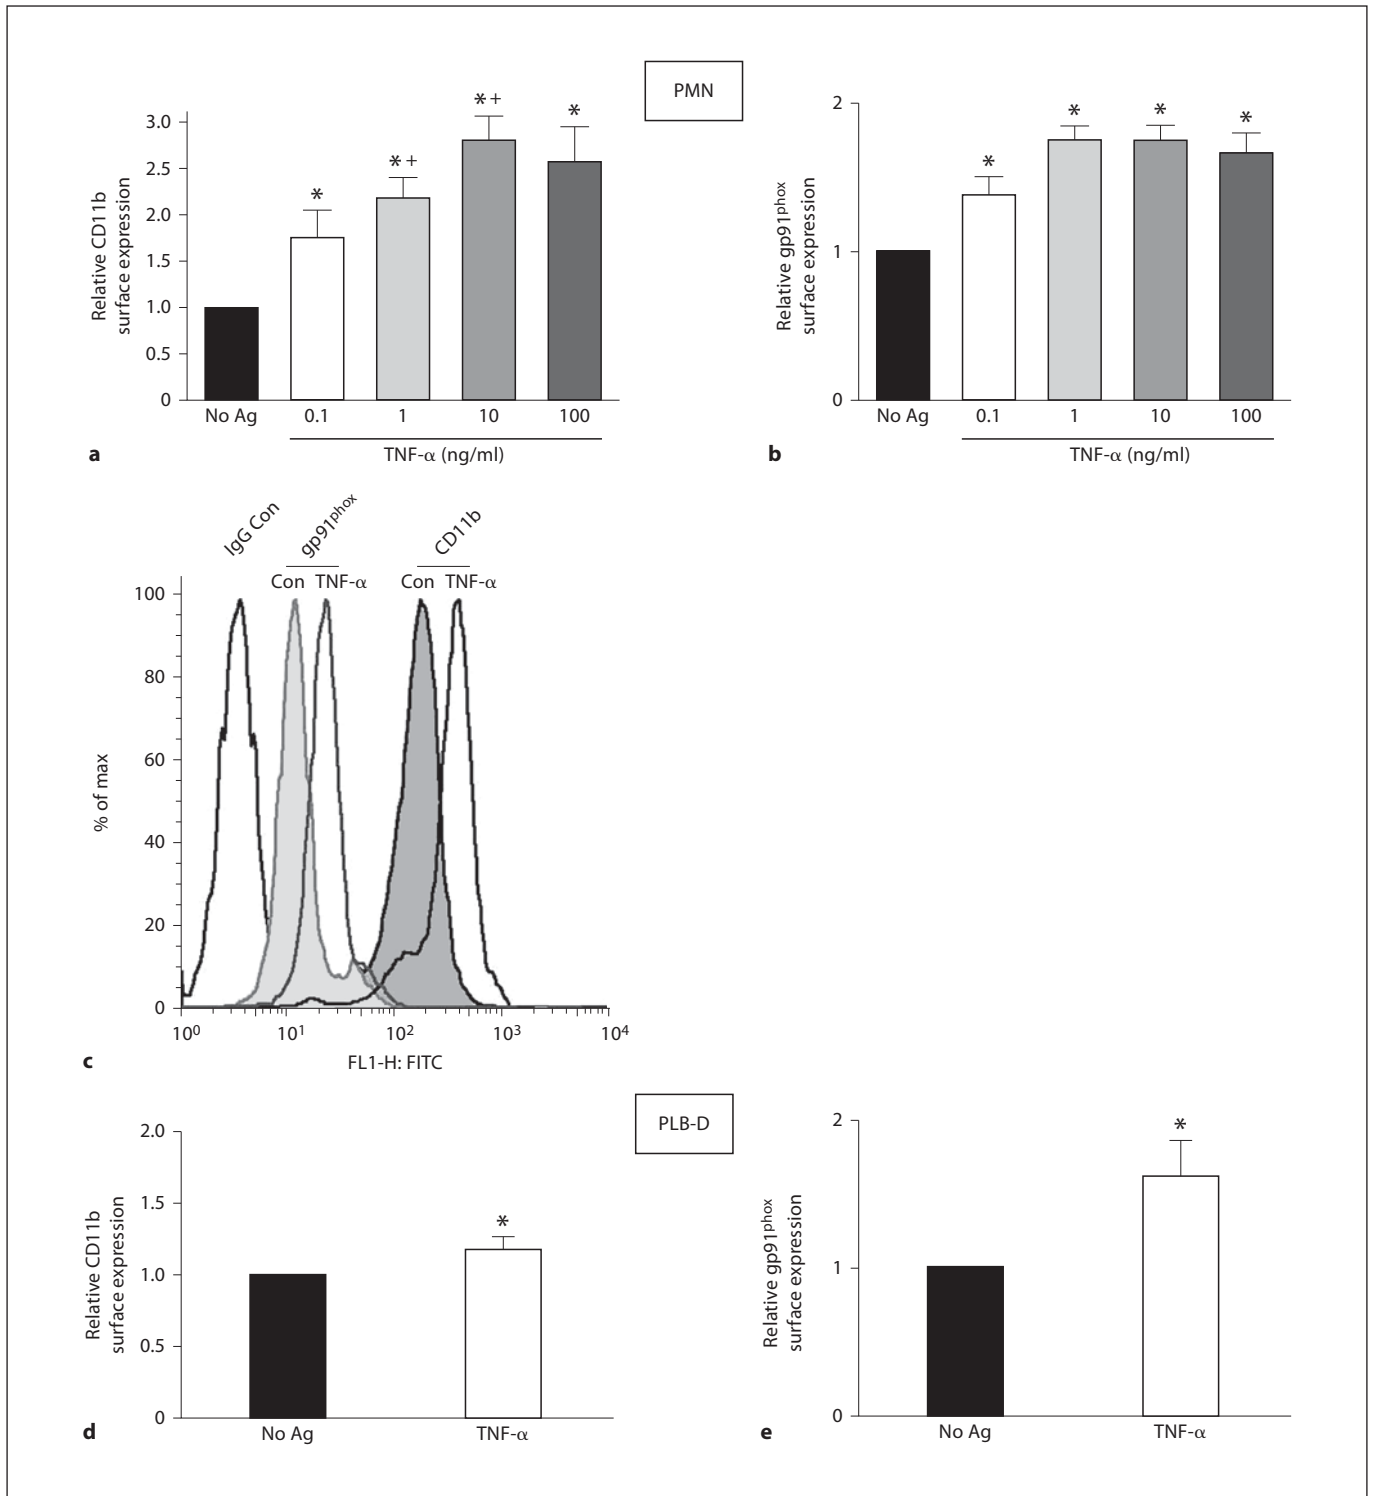 PMN
3.0
2.5
2.0
1.5
1.0
0.5
0
Relative CD11b
surface expression
*
*+
*+
*
No Ag 0.1 1 10 100
TNF-α (ng/ml)
a
2
1
0
Relative gp91phox
surface expression
*
*
*
*
No Ag 0.1 1 10 100
TNF-α (ng/ml)
b
IgG Con
gp91phox
CD11b
Con TNF-α
Con TNF-α
100
80
60
40
20
0
% of max
10⁰ 10¹ 10² 10³ 10⁴
FL1-H: FITC
c
PLB-D
2.0
1.5
1.0
0.5
0
Relative CD11b
surface expression
*
No Ag TNF-α
d
2
1
0
Relative gp91phox
surface expression
*
No Ag TNF-α
e